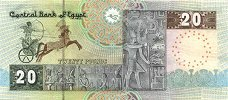 Central Bank of Egypt
20
TWENTY POUNDS
20